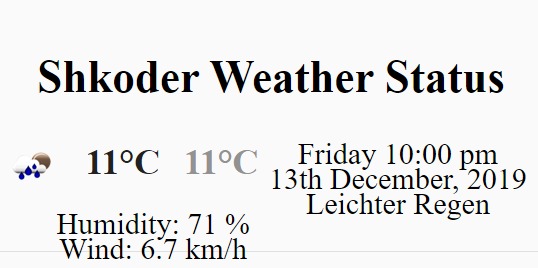 Shkoder Weather Status
11°C 11°C
Friday 10:00 pm
13th December, 2019
Leichter Regen
Humidity: 71 %
Wind: 6.7 km/h